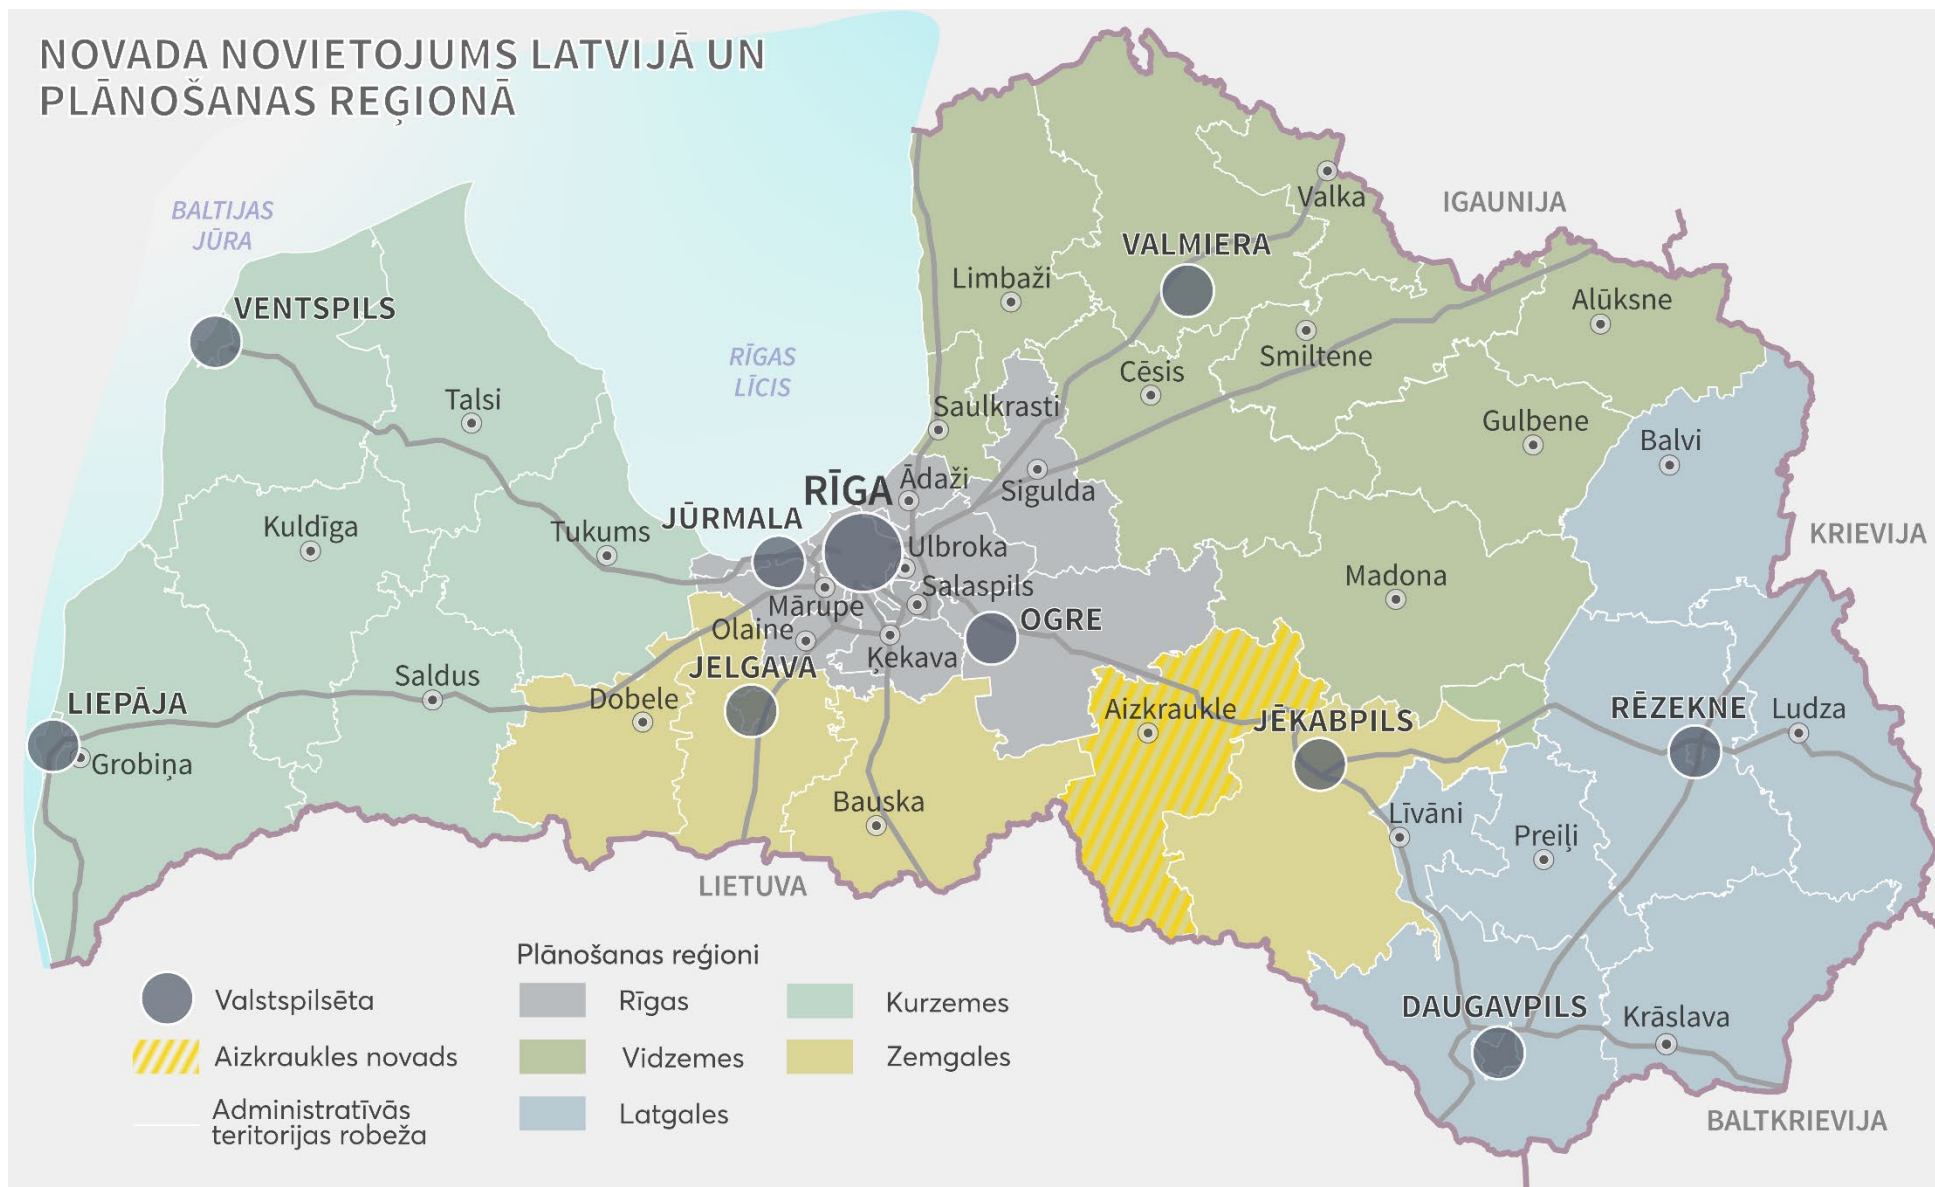 NOVADA NOVIETOJUMS LATVIJĀ UN
PLĀNOŠANAS REĢIONĀ
BALTIJAS
JŪRA
RĪGAS
LĪCIS
IGAUNIJA
KRIEVIJA
BALTKRIEVIJA
LIETUVA
Valka
VALMIERA
Limbaži
Alūksne
VENTSPILS
Smiltene
Cēsis
Talsi
Saulkrasti
Gulbene
Balvi
RĪGA
Ādaži
Sigulda
Kuldīga
Tukums
JŪRMALA
Ulbroka
Salaspils
Madona
Mārupe
OGRE
Olaine
Ķekava
JELGAVA
Saldus
Dobele
LIEPĀJA
Grobiņa
Aizkraukle
JĒKABPILS
RĒZEKNE
Ludza
Bauska
Līvāni
Preiļi
DAUGAVPILS
Krāslava
Valstspilsēta
Aizkraukles novads
Administratīvās
teritorijas robeža
Plānošanas reģioni
Rīgas
Vidzemes
Latgales
Kurzemes
Zemgales